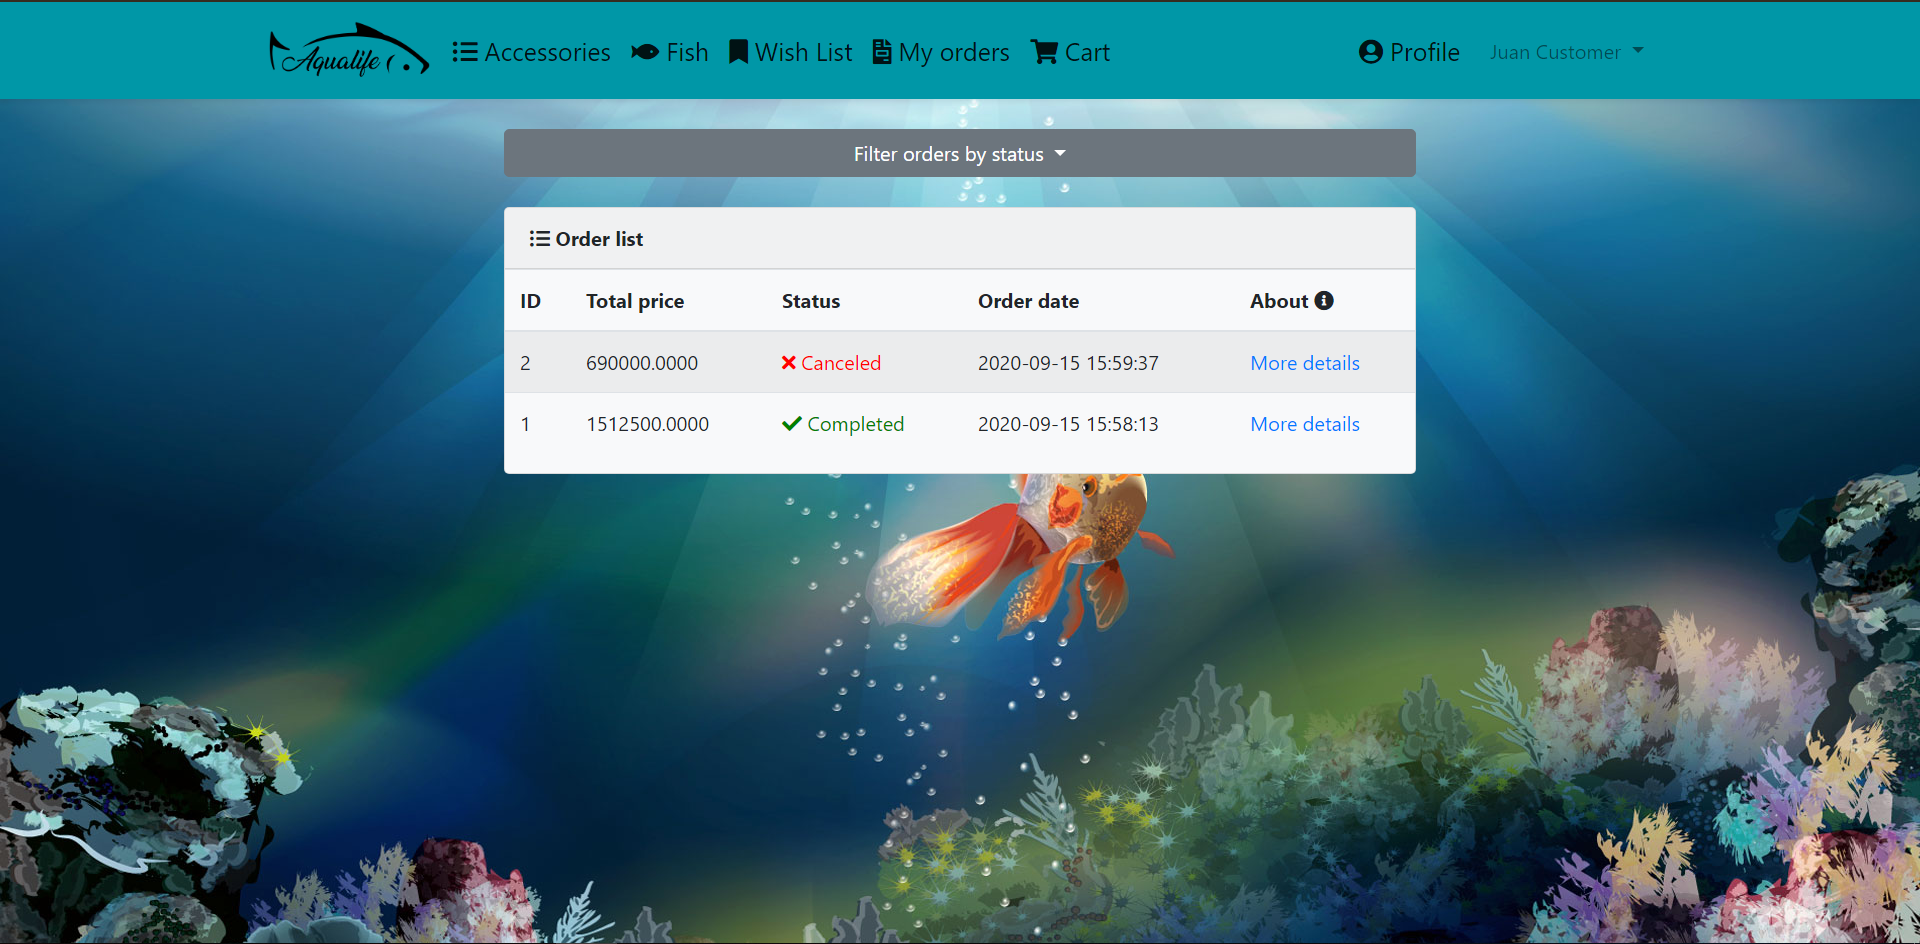 Aqualife Accessories Fish Wish List My orders Cart Profile Juan Customer
Filter orders by status
Order list
ID Total price Status Order date About
2 690000.0000 Canceled 2020-09-15 15:59:37 More details
1 1512500.0000 Completed 2020-09-15 15:58:13 More details